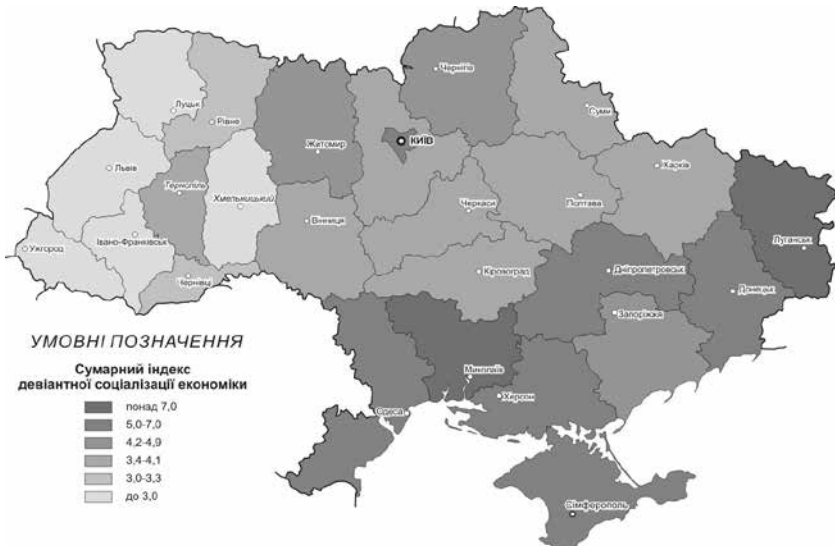 Чернігів
Луцьк
Рівне
Суми
Житомир
КИЇВ
Львів
Харків
Тернопіль
Хмелькицький
Черкаси
Полтава
Вінниця
Івано-Франківськ
Ужгород
Луганськ
Чернівці
Кіровоград
Дніпропетровськ
Донецьк
Запоріжжя
УМОВНІ ПОЗНАЧЕННЯ
Сумарний індекс
девіантної соціалізації економіки
понад 7,0
5,0-7,0
4,2-4,9
3,4-4,1
3,0-3,3
до 3,0
Миколаїв
Херсон
Одеса
Сімферополь